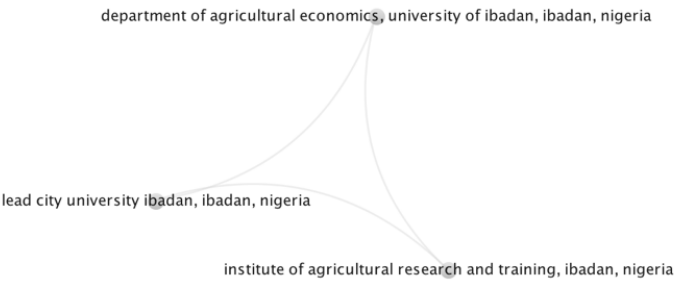 department of agricultural economics, university of ibadan, ibadan, nigeria
lead city university ibadan, ibadan, nigeria
institute of agricultural research and training, ibadan, nigeria